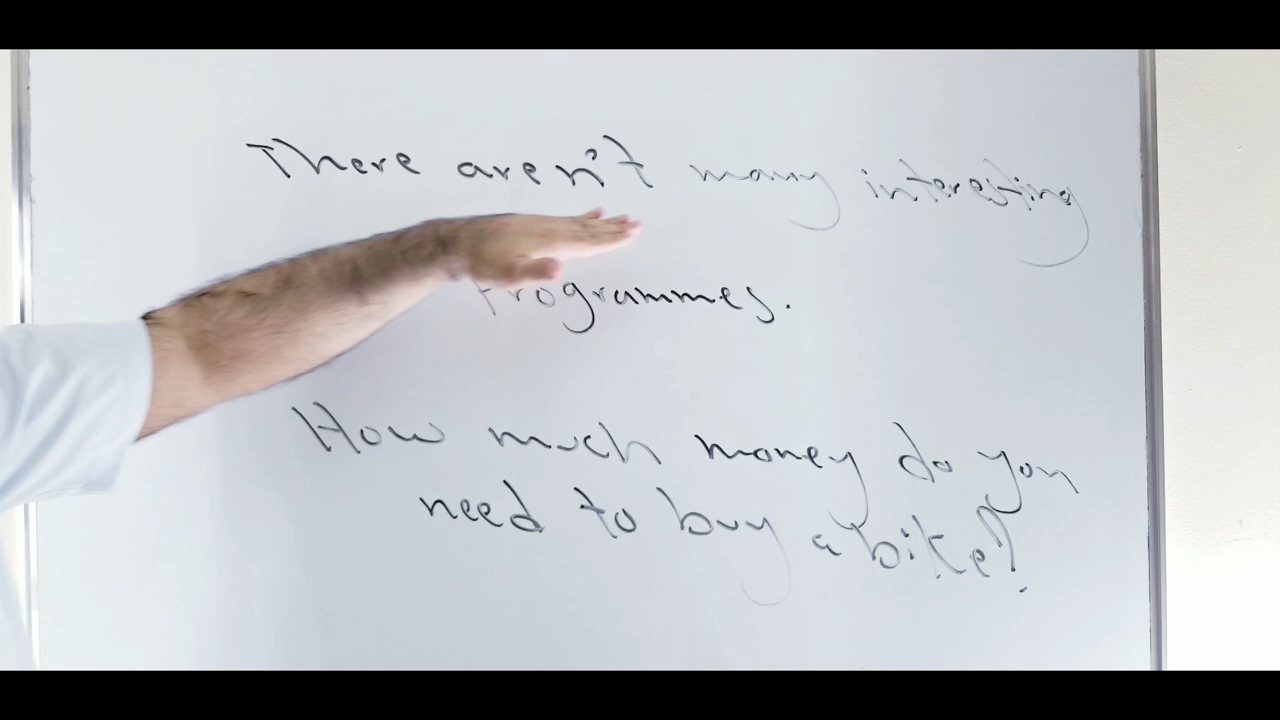 There aren't many interesting
programmes.
How much money do you
need to buy a bike?